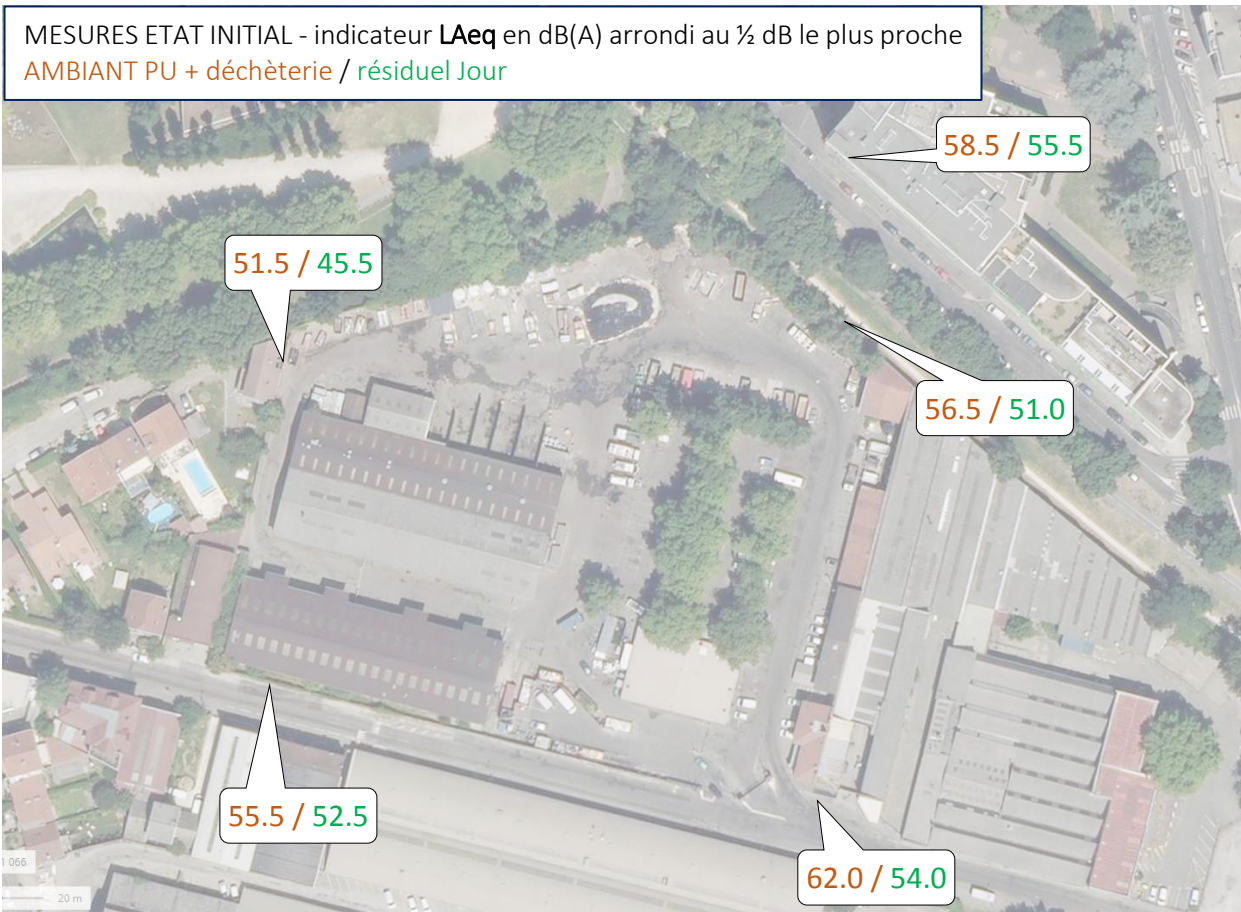 MESURES ETAT INITIAL - indicateur LAeq en dB(A) arrondi au ½ dB le plus proche
AMBIANT PU + déchèterie / résiduel Jour
58.5 / 55.5
51.5 / 45.5
56.5 / 51.0
55.5 / 52.5
62.0 / 54.0
1 066
20 m